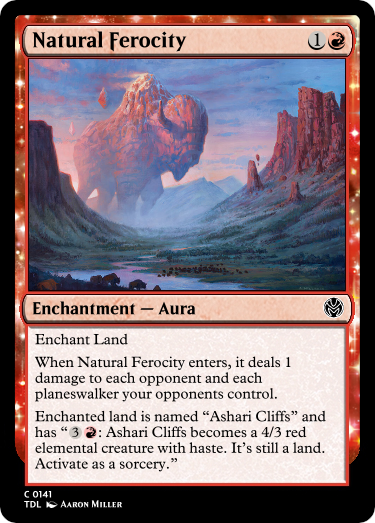 Natural Ferocity 1
Enchantment — Aura
Enchant Land
When Natural Ferocity enters, it deals 1
damage to each opponent and each
planeswalker your opponents control.
Enchanted land is named “Ashari Cliffs” and
has “3 : Ashari Cliffs becomes a 4/3 red
elemental creature with haste. It’s still a land.
Activate as a sorcery.”
C 0141
TDL Aaron Miller